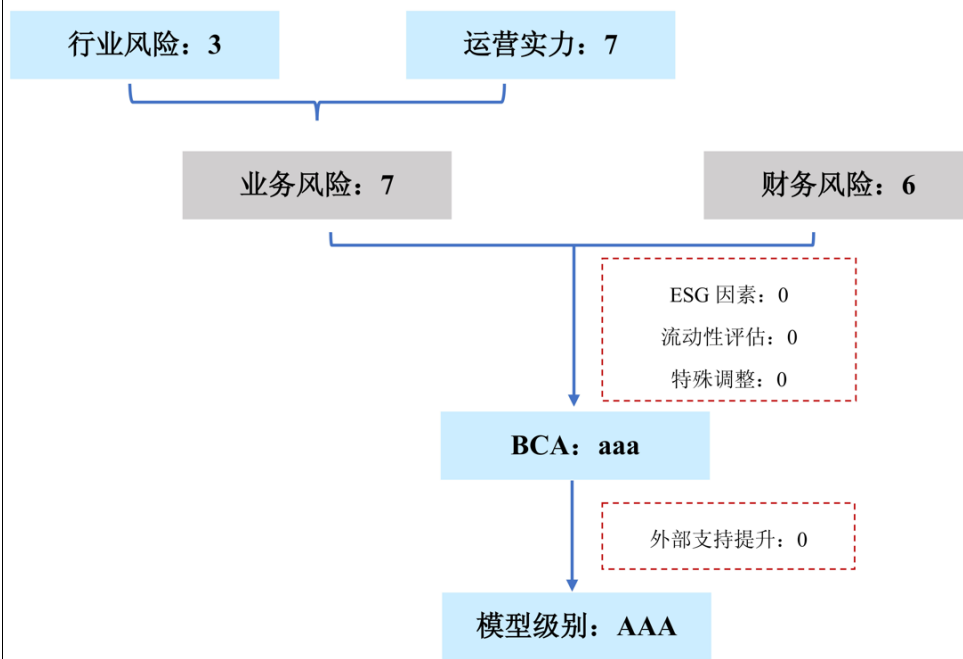 行业风险：3
运营实力：7
业务风险：7
财务风险：6
ESG 因素：0
流动性评估：0
特殊调整：0
BCA：aaa
外部支持提升：0
模型级别：AAA